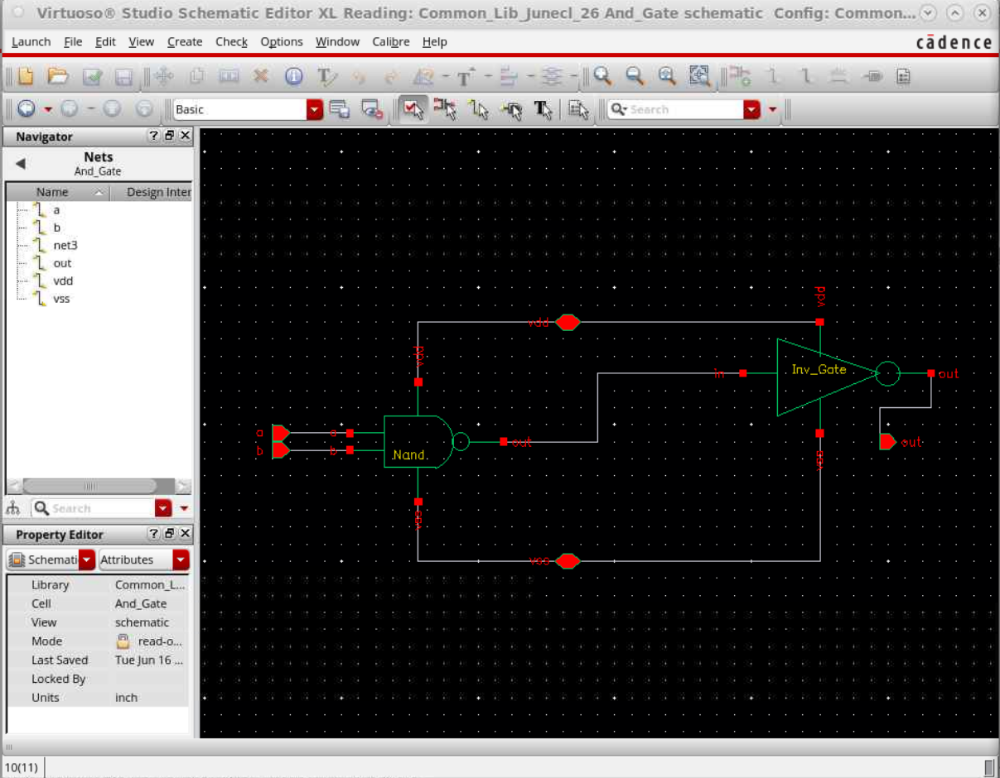 Virtuoso® Studio Schematic Editor XL Reading: Common_Lib_Junecl_26 And_Gate schematic Config: Common...
Launch File Edit View Create Check Options Window Calibre Help
cādence
Basic
Search
Navigator
Nets
And_Gate
Name Design Inter
a
b
net3
out
vdd
vss
Search
Property Editor
Schemati Attributes
Library Common_L...
Cell And_Gate
View schematic
Mode read-o...
Last Saved Tue Jun 16 ...
Locked By
Units inch
vdd
vdd
vdd
in
Inv_Gate
out
a a
b b
Nand
out
out
vss
vss
vss
10(11)